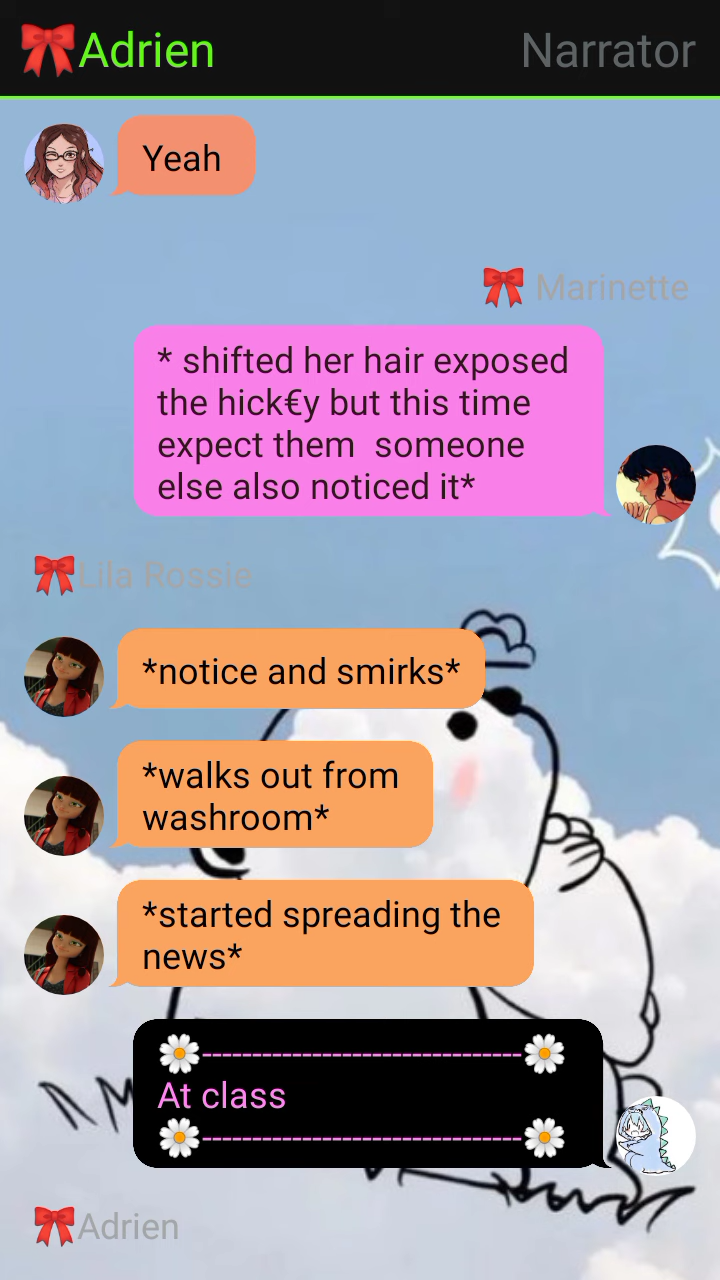 🎀Adrien
Narrator
Yeah
🎀 Marinette
* shifted her hair exposed
the hick€y but this time
expect them  someone
else also noticed it*
🎀Lila Rossie
*notice and smirks*
*walks out from
washroom*
*started spreading the
news*
🌼--------------------------------🌼
At class
🌼--------------------------------🌼
🎀Adrien